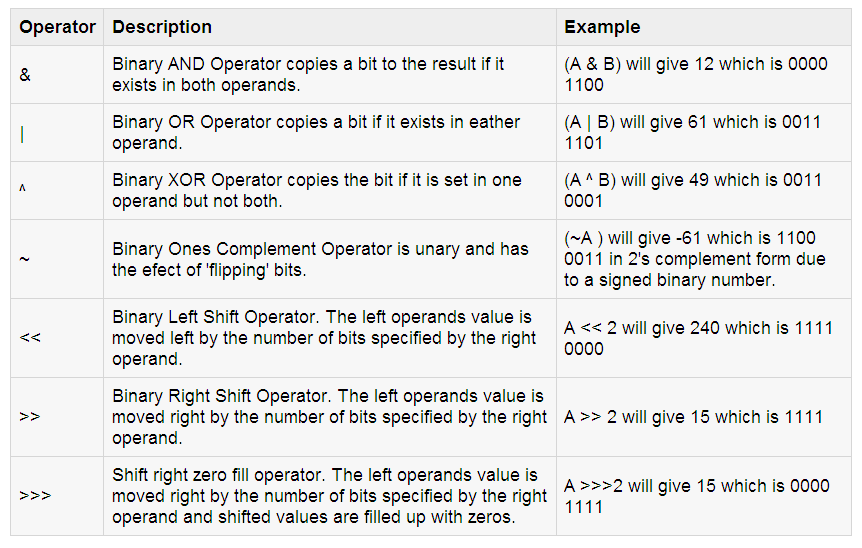 Operator Description Example
& Binary AND Operator copies a bit to the result if it (A & B) will give 12 which is 0000
exists in both operands. 1100
| Binary OR Operator copies a bit if it exists in eather (A | B) will give 61 which is 0011
operand. 1101
^ Binary XOR Operator copies the bit if it is set in one (A ^ B) will give 49 which is 0011
operand but not both. 0001
~ Binary Ones Complement Operator is unary and has (~A ) will give -61 which is 1100
the efect of 'flipping' bits. 0011 in 2's complement form due
to a signed binary number.
<< Binary Left Shift Operator. The left operands value is A << 2 will give 240 which is 1111
moved left by the number of bits specified by the right 0000
operand.
>> Binary Right Shift Operator. The left operands value is A >> 2 will give 15 which is 1111
moved right by the number of bits specified by the right
operand.
>>> Shift right zero fill operator. The left operands value is A >>>2 will give 15 which is 0000
moved right by the number of bits specified by the right 1111
operand and shifted values are filled up with zeros.